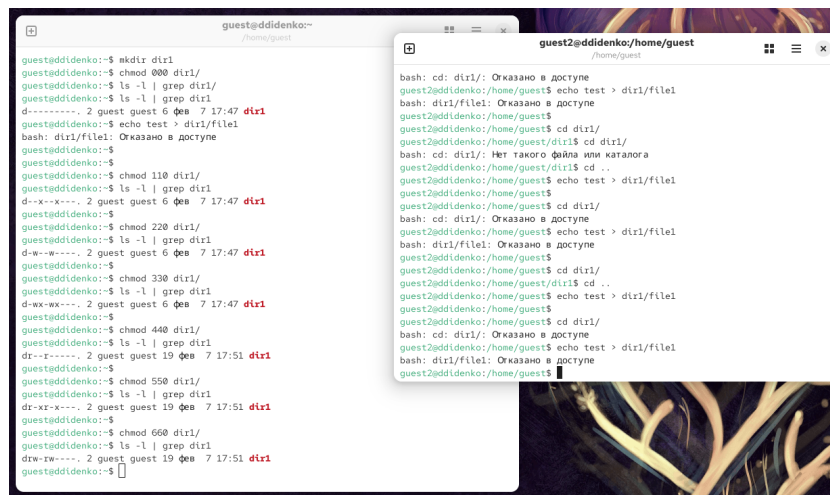 guest@ddidenko:~
/home/guest
guest@ddidenko:~$ mkdir dir1
guest@ddidenko:~$ chmod 000 dir1/
guest@ddidenko:~$ ls -l | grep dir1/
guest@ddidenko:~$ ls -l | grep dir1
d---------. 2 guest guest 6 фев  7 17:47 dir1
guest@ddidenko:~$ echo test > dir1/file1
bash: dir1/file1: Отказано в доступе
guest@ddidenko:~$
guest@ddidenko:~$
guest@ddidenko:~$ chmod 110 dir1/
guest@ddidenko:~$ ls -l | grep dir1
d--x--x---. 2 guest guest 6 фев  7 17:47 dir1
guest@ddidenko:~$
guest@ddidenko:~$ chmod 220 dir1/
guest@ddidenko:~$ ls -l | grep dir1
d-w--w----. 2 guest guest 6 фев  7 17:47 dir1
guest@ddidenko:~$
guest@ddidenko:~$ chmod 330 dir1/
guest@ddidenko:~$ ls -l | grep dir1
d-wx-wx---. 2 guest guest 6 фев  7 17:47 dir1
guest@ddidenko:~$
guest@ddidenko:~$ chmod 440 dir1/
guest@ddidenko:~$ ls -l | grep dir1
dr--r-----. 2 guest guest 19 фев  7 17:51 dir1
guest@ddidenko:~$
guest@ddidenko:~$ chmod 550 dir1/
guest@ddidenko:~$ ls -l | grep dir1
dr-xr-x---. 2 guest guest 19 фев  7 17:51 dir1
guest@ddidenko:~$
guest@ddidenko:~$ chmod 660 dir1/
guest@ddidenko:~$ ls -l | grep dir1
drw-rw----. 2 guest guest 19 фев  7 17:51 dir1
guest@ddidenko:~$
guest2@ddidenko:/home/guest
/home/guest
bash: cd: dir1/: Отказано в доступе
guest2@ddidenko:/home/guest$ echo test > dir1/file1
bash: dir1/file1: Отказано в доступе
guest2@ddidenko:/home/guest$
guest2@ddidenko:/home/guest$ cd dir1/
guest2@ddidenko:/home/guest/dir1$ cd dir1/
bash: cd: dir1/: Нет такого файла или каталога
guest2@ddidenko:/home/guest/dir1$ cd ..
guest2@ddidenko:/home/guest$ echo test > dir1/file1
guest2@ddidenko:/home/guest$
guest2@ddidenko:/home/guest$ cd dir1/
bash: cd: dir1/: Отказано в доступе
guest2@ddidenko:/home/guest$ echo test > dir1/file1
bash: dir1/file1: Отказано в доступе
guest2@ddidenko:/home/guest$
guest2@ddidenko:/home/guest$ cd dir1/
guest2@ddidenko:/home/guest/dir1$ cd ..
guest2@ddidenko:/home/guest$ echo test > dir1/file1
guest2@ddidenko:/home/guest$
guest2@ddidenko:/home/guest$ cd dir1/
bash: cd: dir1/: Отказано в доступе
guest2@ddidenko:/home/guest$ echo test > dir1/file1
bash: dir1/file1: Отказано в доступе
guest2@ddidenko:/home/guest$